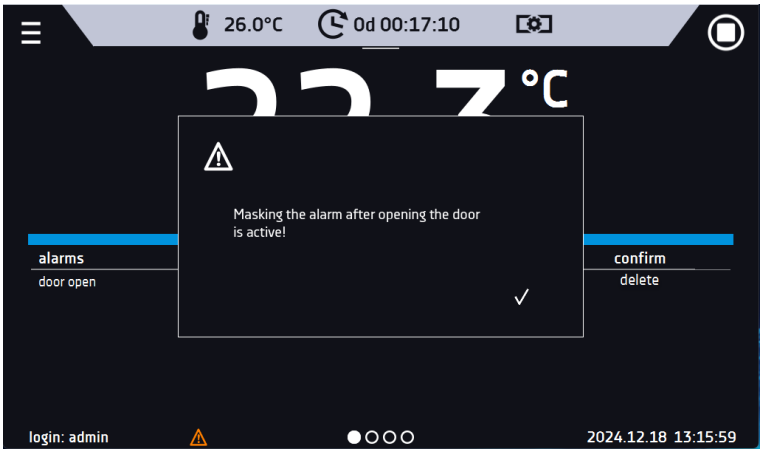 26.0°C 0d 00:17:10
°C
Masking the alarm after opening the door
is active!
alarms confirm
door open delete
login: admin 2024.12.18 13:15:59